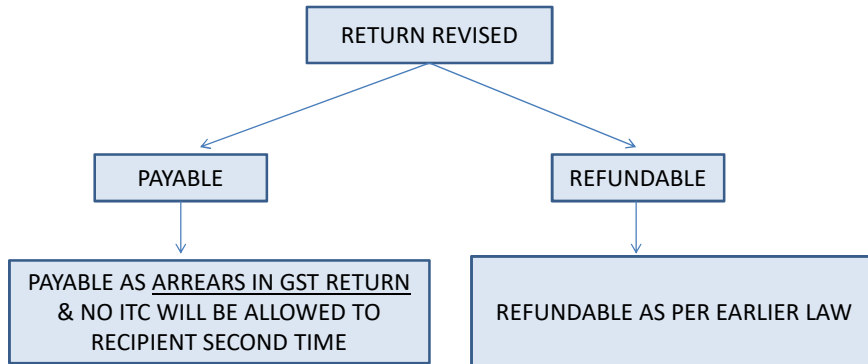 RETURN REVISED
PAYABLE
REFUNDABLE
PAYABLE AS ARREARS IN GST RETURN
& NO ITC WILL BE ALLOWED TO
RECIPIENT SECOND TIME
REFUNDABLE AS PER EARLIER LAW